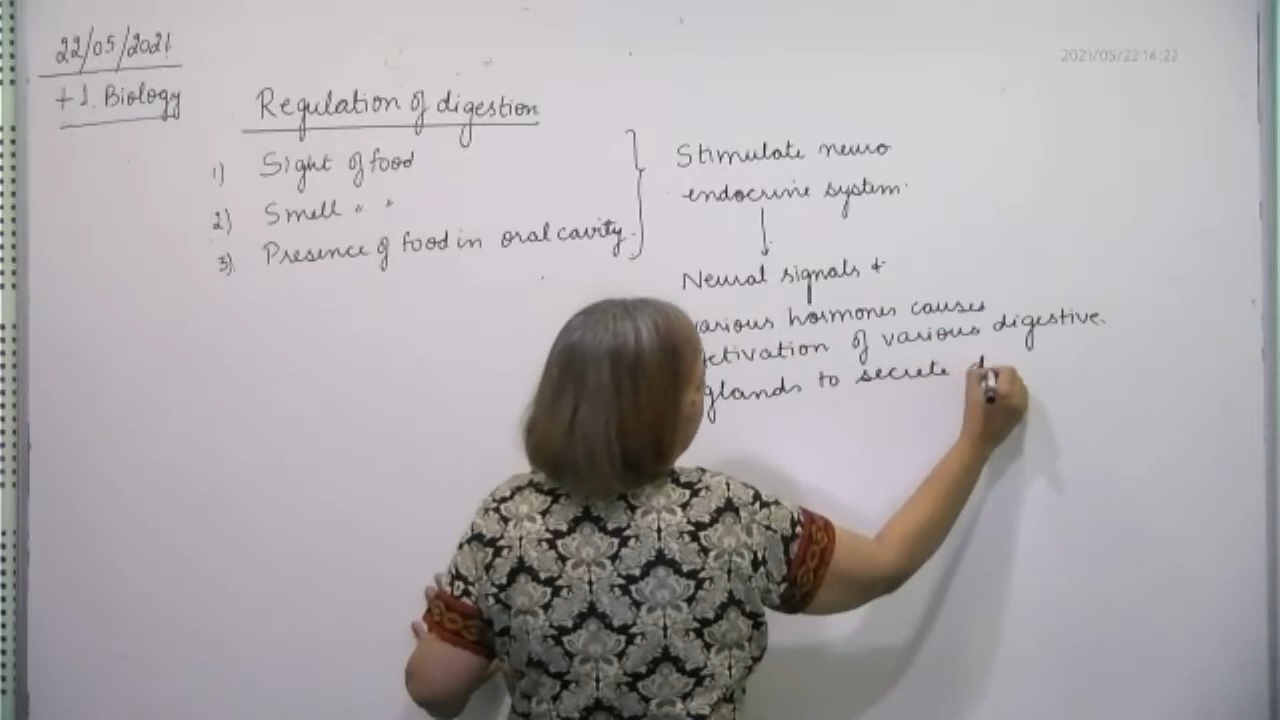 22/05/2021
+1. Biology
2021/05/22 14:22
Regulation of digestion
1) Sight of food
2) Smell " "
3) Presence of food in oral cavity.
Stimulate neuro
endocrine system.
Neural signals +
various hormones causes
activation of various digestive.
glands to secrete d